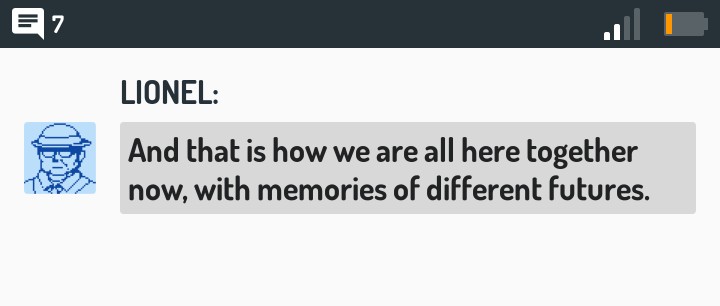 7
LIONEL:
And that is how we are all here together
now, with memories of different futures.